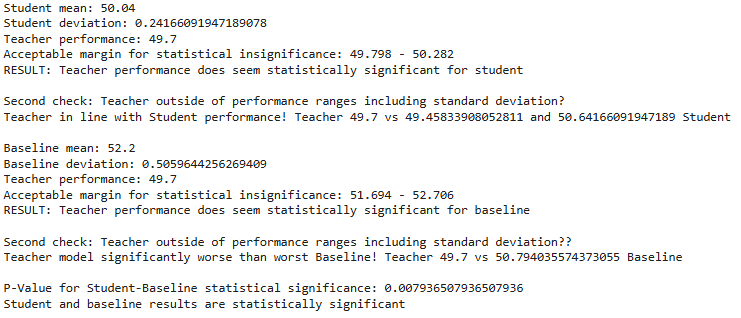 Student mean: 50.04
Student deviation: 0.24166091947189078
Teacher performance: 49.7
Acceptable margin for statistical insignificance: 49.798 - 50.282
RESULT: Teacher performance does seem statistically significant for student
Second check: Teacher outside of performance ranges including standard deviation?
Teacher in line with Student performance! Teacher 49.7 vs 49.45833908052811 and 50.64166091947189 Student
Baseline mean: 52.2
Baseline deviation: 0.5059644256269409
Teacher performance: 49.7
Acceptable margin for statistical insignificance: 51.694 - 52.706
RESULT: Teacher performance does seem statistically significant for baseline
Second check: Teacher outside of performance ranges including standard deviation??
Teacher model significantly worse than worst Baseline! Teacher 49.7 vs 50.794035574373055 Baseline
P-Value for Student-Baseline statistical significance: 0.007936507936507936
Student and baseline results are statistically significant